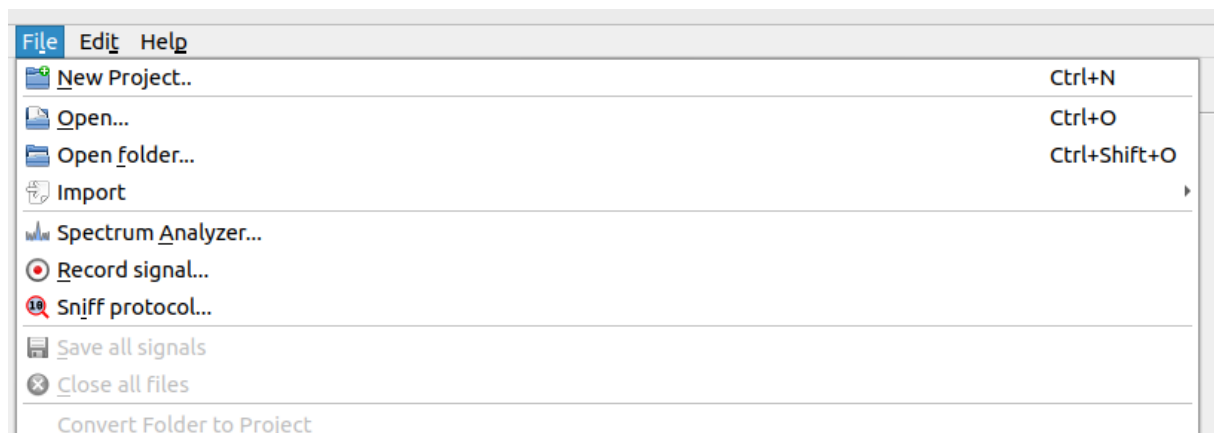 File Edit Help
New Project.. Ctrl+N
Open... Ctrl+O
Open folder... Ctrl+Shift+O
Import
Spectrum Analyzer...
Record signal...
Sniff protocol...
Save all signals
Close all files
Convert Folder to Project